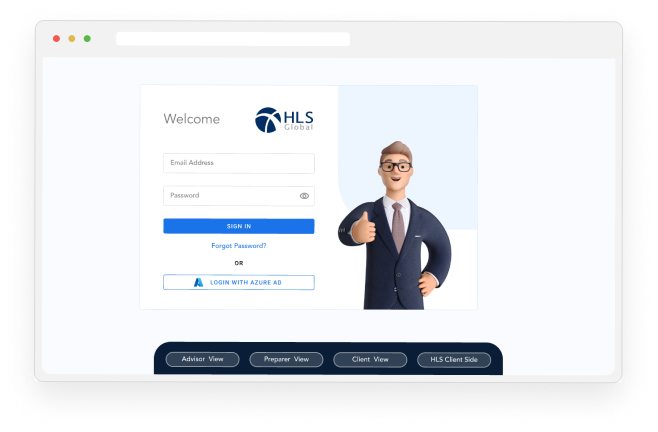 Welcome
HLS
Global
Email Address
Password
SIGN IN
Forgot Password?
OR
LOGIN WITH AZURE AD
Advisor View
Preparer View
Client View
HLS Client Side